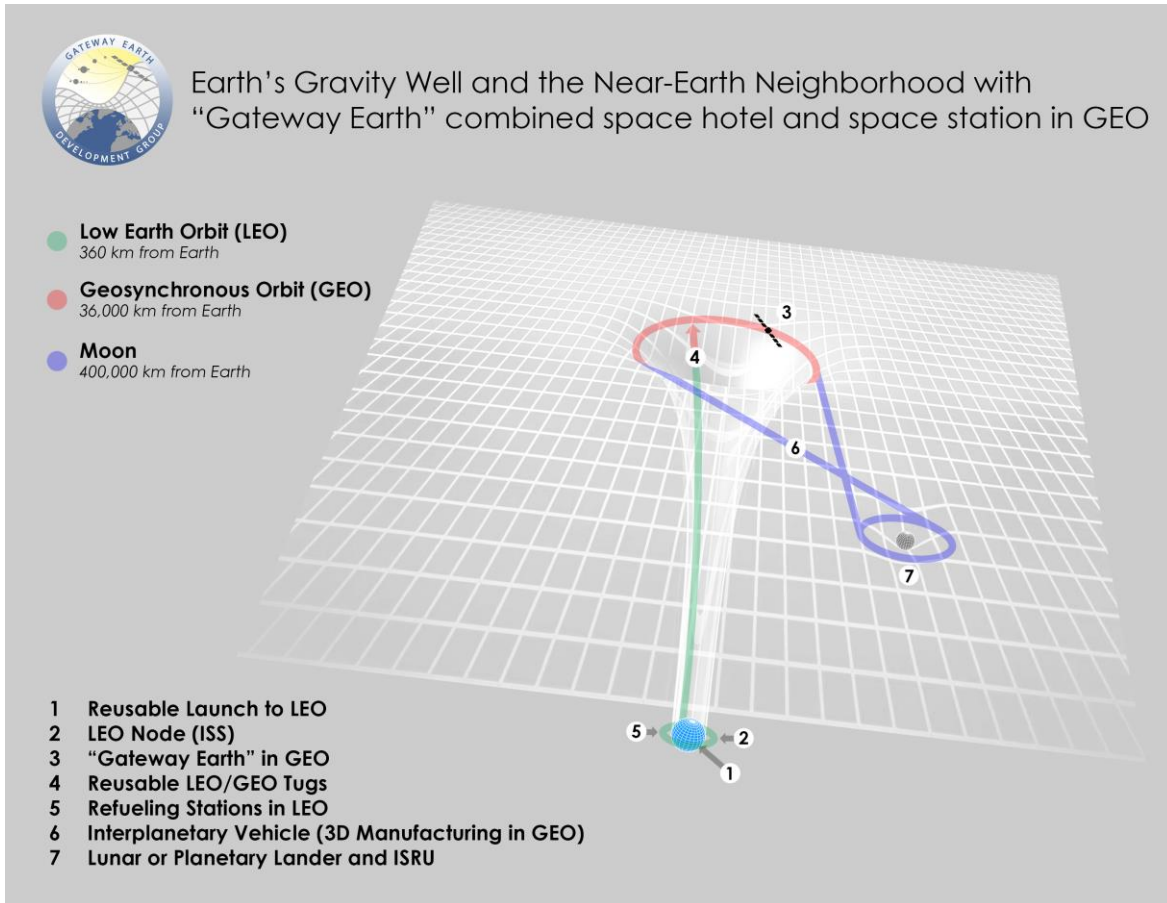 GATEWAY EARTH
DEVELOPMENT GROUP
Earth's Gravity Well and the Near-Earth Neighborhood with
“Gateway Earth” combined space hotel and space station in GEO
Low Earth Orbit (LEO)
360 km from Earth
Geosynchronous Orbit (GEO)
36,000 km from Earth
Moon
400,000 km from Earth
3
4
6
7
5
2
1
1 Reusable Launch to LEO
2 LEO Node (ISS)
3 “Gateway Earth” in GEO
4 Reusable LEO/GEO Tugs
5 Refueling Stations in LEO
6 Interplanetary Vehicle (3D Manufacturing in GEO)
7 Lunar or Planetary Lander and ISRU